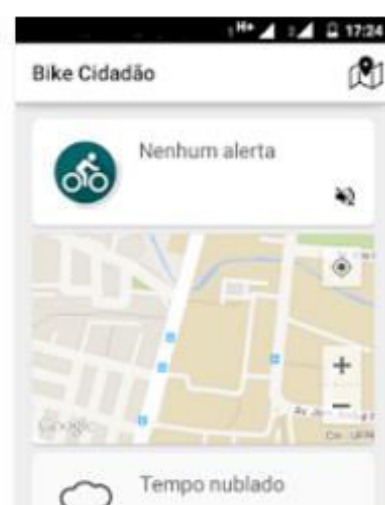 17:24
Bike Cidadão
Nenhum alerta
+
−
Google
Tempo nublado